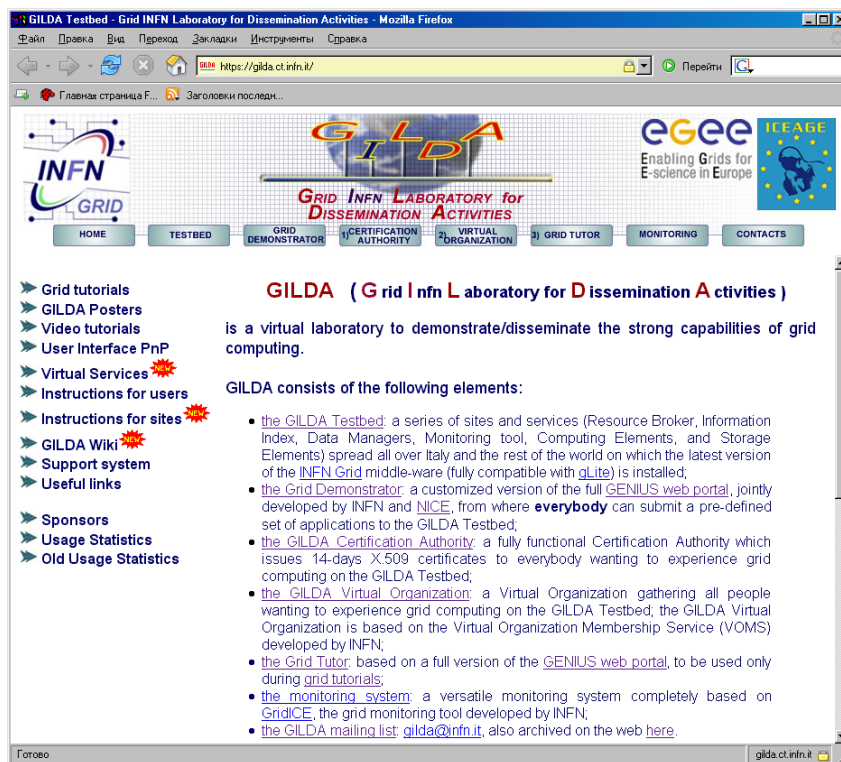 GILDA Testbed - Grid INFN Laboratory for Dissemination Activities - Mozilla Firefox
Файл Правка Вид Переход Закладки Инструменты Справка
GILDA https://gilda.ct.infn.it/ Перейти G
Главная страница F... Заголовки последн...
INFN
GRID
GILDA
GRID INFN LABORATORY for
DISSEMINATION ACTIVITIES
egee
Enabling Grids for
E-science in Europe
ICEAGE
HOME
TESTBED
GRID
DEMONSTRATOR
1) CERTIFICATION
AUTHORITY
2) VIRTUAL
ORGANIZATION
3) GRID TUTOR
MONITORING
CONTACTS
Grid tutorials
GILDA Posters
Video tutorials
User Interface PnP
Virtual Services NEW
Instructions for users
Instructions for sites NEW
GILDA Wiki NEW
Support system
Useful links
Sponsors
Usage Statistics
Old Usage Statistics
GILDA ( G rid I nfn L aboratory for D issemination A ctivities )
is a virtual laboratory to demonstrate/disseminate the strong capabilities of grid
computing.
GILDA consists of the following elements:
• the GILDA Testbed: a series of sites and services (Resource Broker, Information
Index, Data Managers, Monitoring tool, Computing Elements, and Storage
Elements) spread all over Italy and the rest of the world on which the latest version
of the INFN Grid middle-ware (fully compatible with gLite) is installed;
• the Grid Demonstrator: a customized version of the full GENIUS web portal, jointly
developed by INFN and NICE, from where everybody can submit a pre-defined
set of applications to the GILDA Testbed;
• the GILDA Certification Authority: a fully functional Certification Authority which
issues 14-days X.509 certificates to everybody wanting to experience grid
computing on the GILDA Testbed;
• the GILDA Virtual Organization: a Virtual Organization gathering all people
wanting to experience grid computing on the GILDA Testbed; the GILDA Virtual
Organization is based on the Virtual Organization Membership Service (VOMS)
developed by INFN;
• the Grid Tutor: based on a full version of the GENIUS web portal, to be used only
during grid tutorials;
• the monitoring system: a versatile monitoring system completely based on
GridICE, the grid monitoring tool developed by INFN;
• the GILDA mailing list: gilda@infn.it, also archived on the web here.
Готово
gilda.ct.infn.it